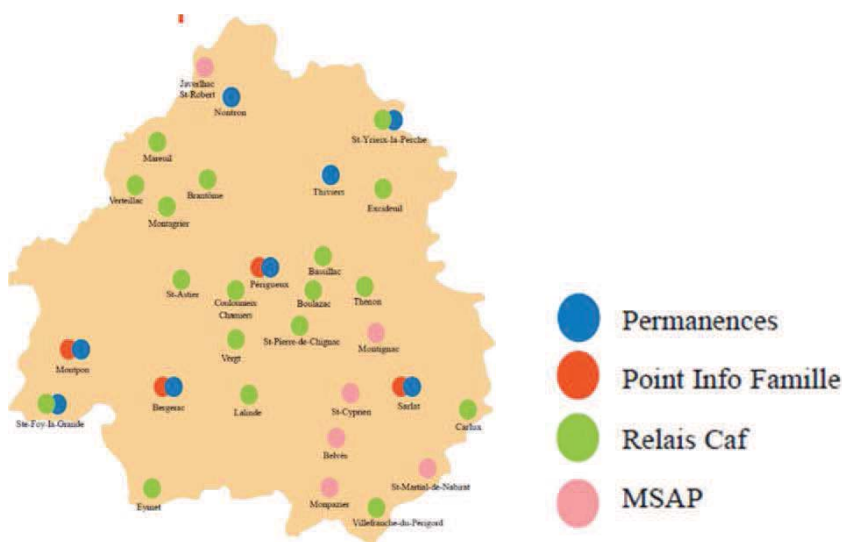 Javerlhac
St-Robert
Nontron
St-Yrieix-la-Perche
Mareuil
Thiviers
Brantôme
Verteillac
Excideuil
Montagrier
Bassillac
Périgueux
St-Astier
Coulounieix
Chamiers
Boulazac
Thenon
St-Pierre-de-Chignac
Montignac
Vergt
Montpon
Bergerac
Lalinde
St-Cyprien
Sarlat
Ste-Foy-la-Grande
Carlux
Belvès
St-Martial-de-Nabirat
Eymet
Monpazier
Villefranche-du-Périgord
Permanences
Point Info Famille
Relais Caf
MSAP